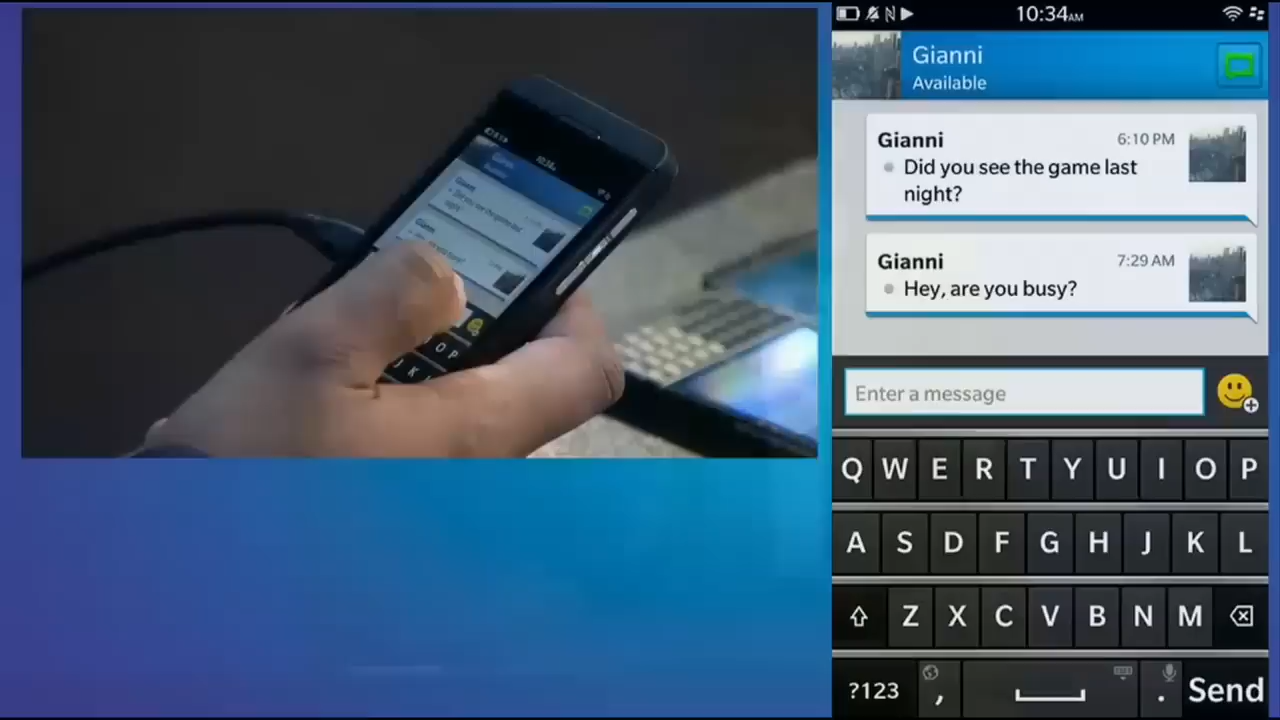 10:34AM
Gianni
Available
Gianni 6:10 PM
Did you see the game last
night?
Gianni 7:29 AM
Hey, are you busy?
Enter a message
Q W E R T Y U I O P
A S D F G H J K L
Z X C V B N M
?123 , . Send
O P
J K L